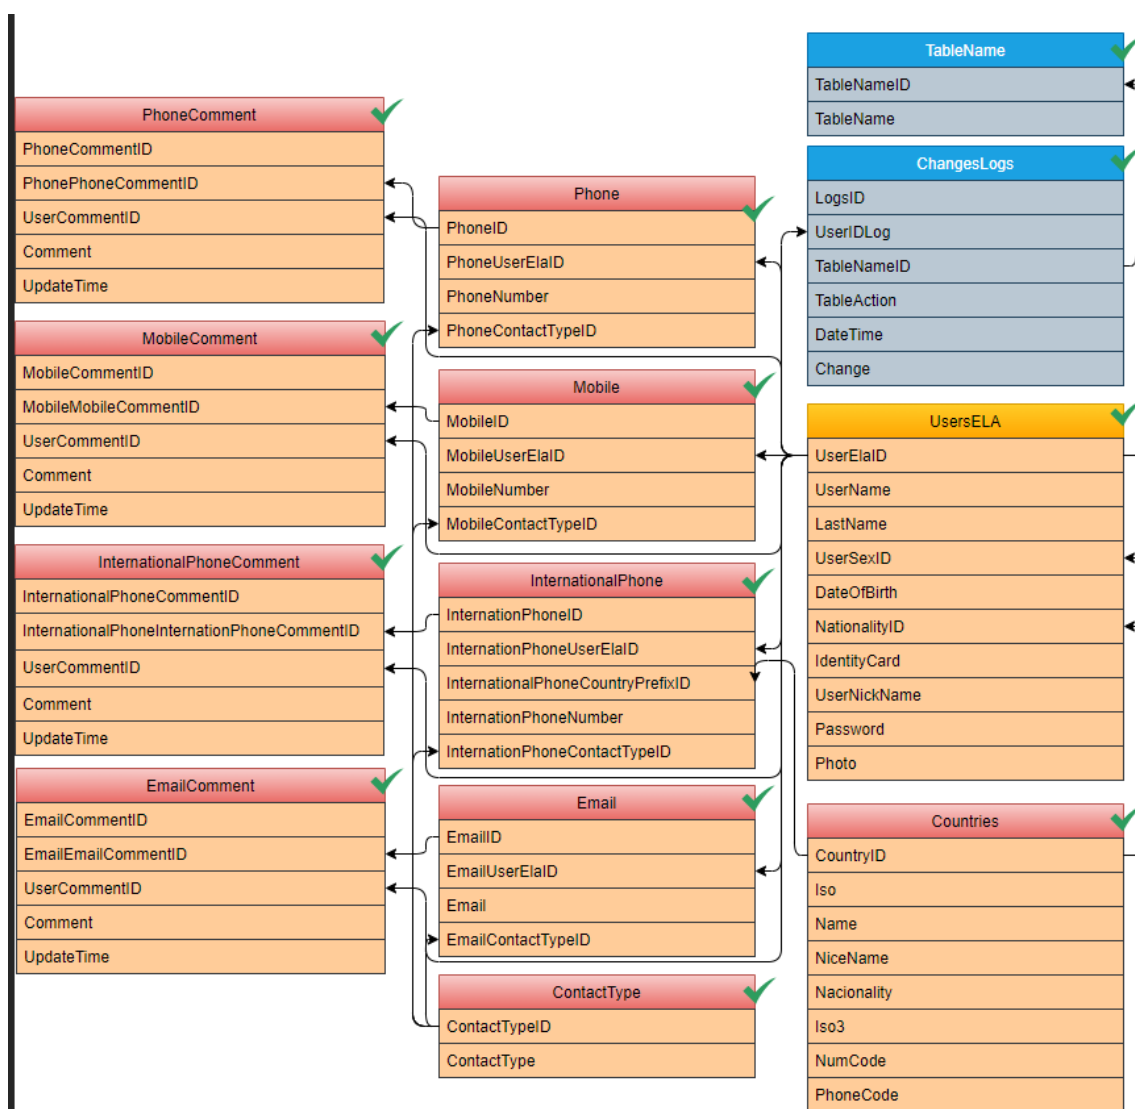 PhoneComment
PhoneCommentID
PhonePhoneCommentID
UserCommentID
Comment
UpdateTime
MobileComment
MobileCommentID
MobileMobileCommentID
UserCommentID
Comment
UpdateTime
InternationalPhoneComment
InternationalPhoneCommentID
InternationalPhoneInternationPhoneCommentID
UserCommentID
Comment
UpdateTime
EmailComment
EmailCommentID
EmailEmailCommentID
UserCommentID
Comment
UpdateTime
Phone
PhoneID
PhoneUserElaID
PhoneNumber
PhoneContactTypeID
Mobile
MobileID
MobileUserElaID
MobileNumber
MobileContactTypeID
InternationalPhone
InternationPhoneID
InternationPhoneUserElaID
InternationalPhoneCountryPrefixID
InternationPhoneNumber
InternationPhoneContactTypeID
Email
EmailID
EmailUserElaID
Email
EmailContactTypeID
ContactType
ContactTypeID
ContactType
TableName
TableNameID
TableName
ChangesLogs
LogsID
UserIDLog
TableNameID
TableAction
DateTime
Change
UsersELA
UserElaID
UserName
LastName
UserSexID
DateOfBirth
NationalityID
IdentityCard
UserNickName
Password
Photo
Countries
CountryID
Iso
Name
NiceName
Nacionality
Iso3
NumCode
PhoneCode